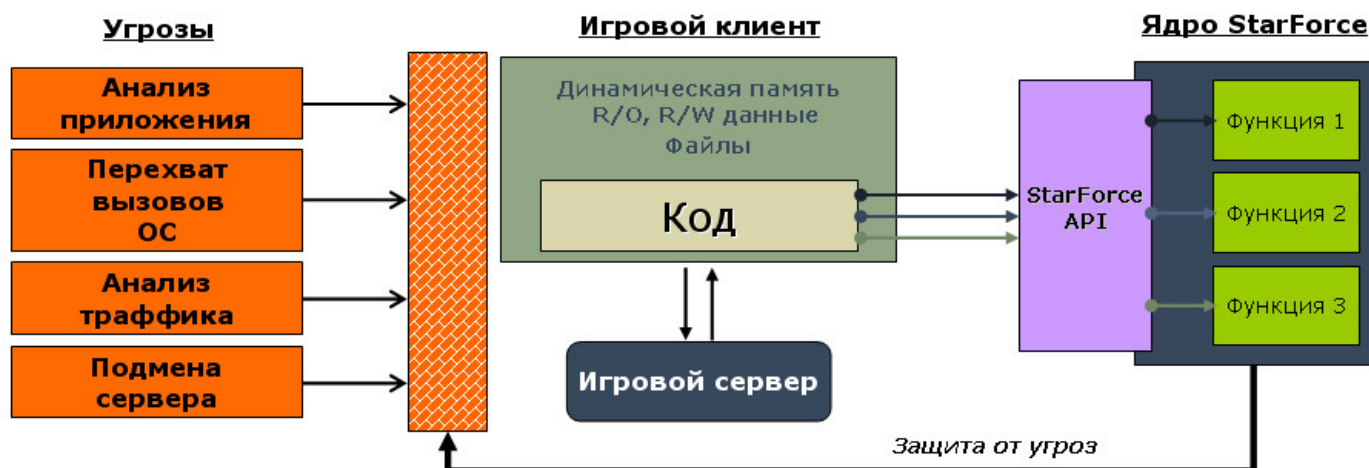 Угрозы
Анализ
приложения
Перехват
вызовов
ОС
Анализ
траффика
Подмена
сервера
Игровой клиент
Динамическая память
R/O, R/W данные
Файлы
Код
Игровой сервер
Ядро StarForce
StarForce
API
Функция 1
Функция 2
Функция 3
Защита от угроз